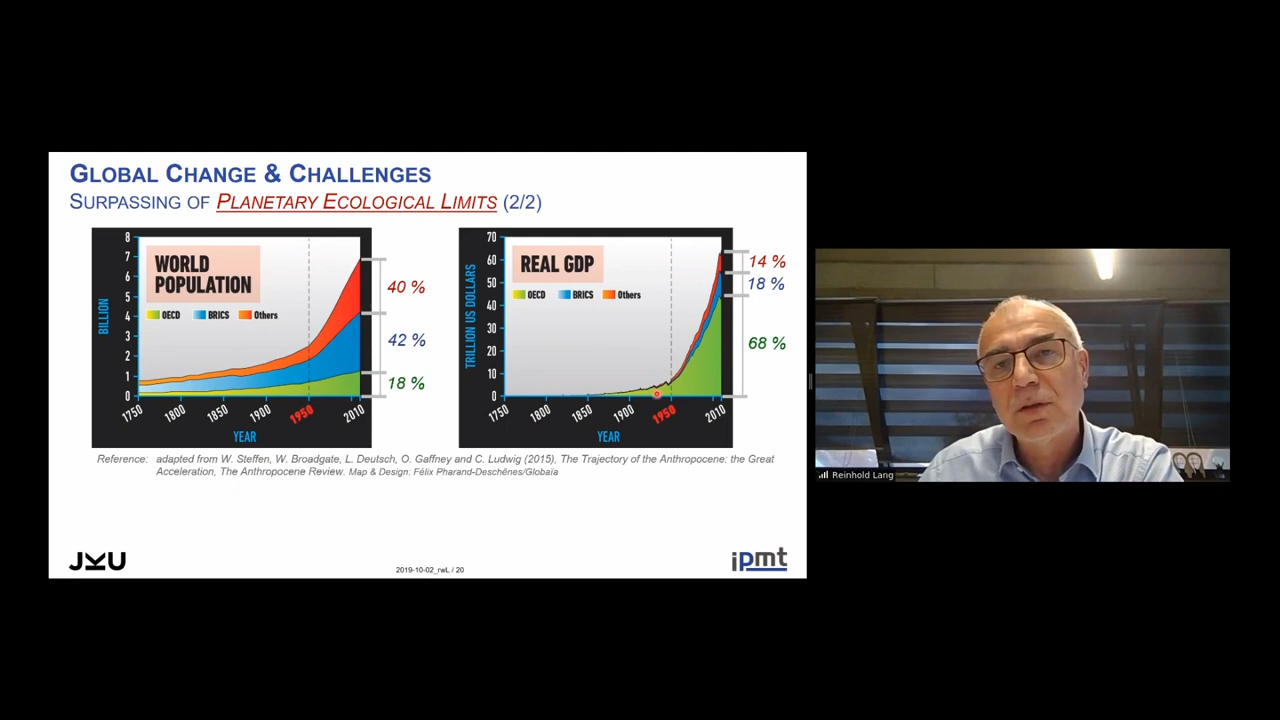 GLOBAL CHANGE & CHALLENGES
SURPASSING OF PLANETARY ECOLOGICAL LIMITS (2/2)
WORLD
POPULATION
OECD BRICS Others
BILLION
8
7
6
5
4
3
2
1
0
1750 1800 1850 1900 1950 2010
YEAR
40 %
42 %
18 %
REAL GDP
OECD BRICS Others
TRILLION US DOLLARS
70
60
50
40
30
20
10
0
1750 1800 1850 1900 1950 2010
YEAR
14 %
18 %
68 %
Reference: adapted from W. Steffen, W. Broadgate, L. Deutsch, O. Gaffney and C. Ludwig (2015), The Trajectory of the Anthropocene: the Great
Acceleration, The Anthropocene Review. Map & Design: Félix Pharand-Deschênes/Globaïa
JKU
2019-10-02_rwL / 20
ipmt
Reinhold Lang